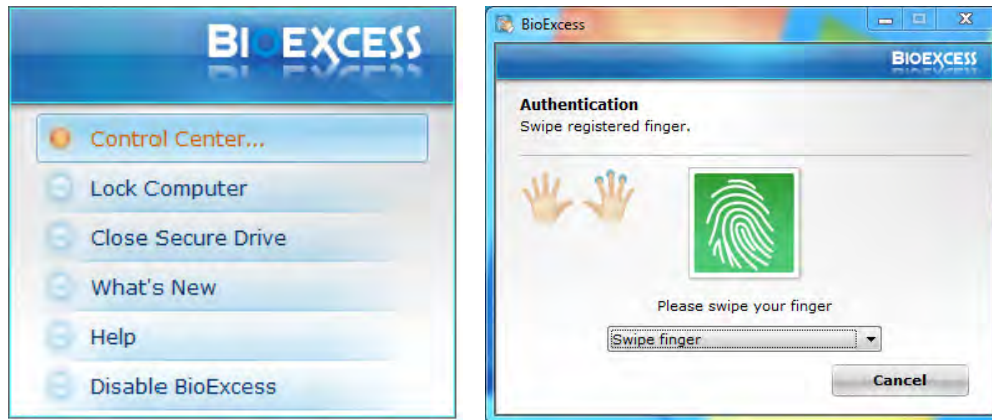 BIOEXCESS
Control Center...
Lock Computer
Close Secure Drive
What's New
Help
Disable BioExcess
BioExcess
BIOEXCESS
Authentication
Swipe registered finger.
Please swipe your finger
Swipe finger
Cancel